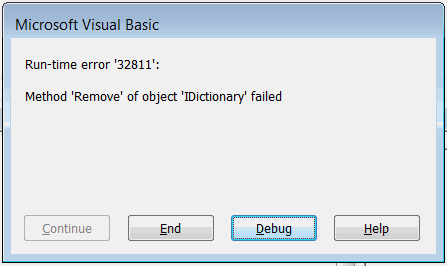 Microsoft Visual Basic
Run-time error '32811':
Method 'Remove' of object 'IDictionary' failed
Continue End Debug Help